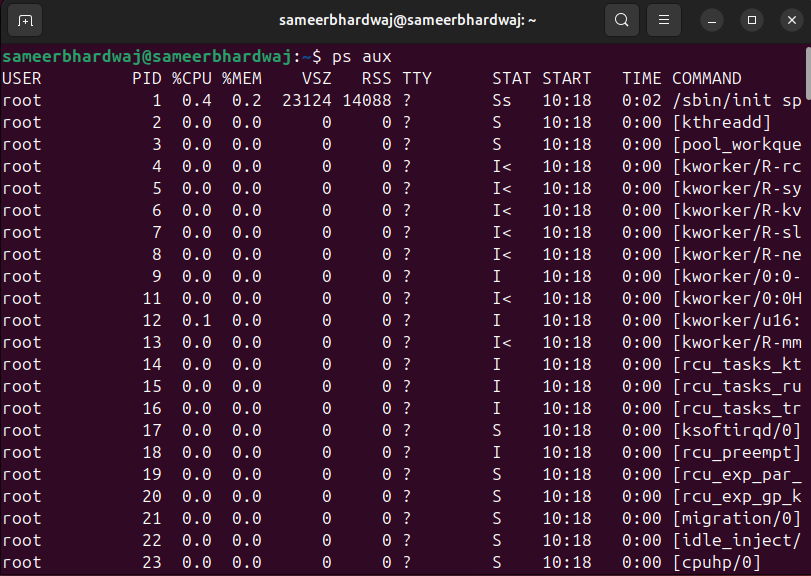 sameerbhardwaj@sameerbhardwaj: ~
sameerbhardwaj@sameerbhardwaj:~$ ps aux
USER         PID %CPU %MEM    VSZ   RSS TTY      STAT START   TIME COMMAND
root           1  0.4  0.2  23124 14088 ?        Ss   10:18   0:02 /sbin/init sp
root           2  0.0  0.0      0     0 ?        S    10:18   0:00 [kthreadd]
root           3  0.0  0.0      0     0 ?        S    10:18   0:00 [pool_workque
root           4  0.0  0.0      0     0 ?        I<   10:18   0:00 [kworker/R-rc
root           5  0.0  0.0      0     0 ?        I<   10:18   0:00 [kworker/R-sy
root           6  0.0  0.0      0     0 ?        I<   10:18   0:00 [kworker/R-kv
root           7  0.0  0.0      0     0 ?        I<   10:18   0:00 [kworker/R-sl
root           8  0.0  0.0      0     0 ?        I<   10:18   0:00 [kworker/R-ne
root           9  0.0  0.0      0     0 ?        I    10:18   0:00 [kworker/0:0-
root          11  0.0  0.0      0     0 ?        I<   10:18   0:00 [kworker/0:0H
root          12  0.1  0.0      0     0 ?        I    10:18   0:00 [kworker/u16:
root          13  0.0  0.0      0     0 ?        I<   10:18   0:00 [kworker/R-mm
root          14  0.0  0.0      0     0 ?        I    10:18   0:00 [rcu_tasks_kt
root          15  0.0  0.0      0     0 ?        I    10:18   0:00 [rcu_tasks_ru
root          16  0.0  0.0      0     0 ?        I    10:18   0:00 [rcu_tasks_tr
root          17  0.0  0.0      0     0 ?        S    10:18   0:00 [ksoftirqd/0]
root          18  0.0  0.0      0     0 ?        I    10:18   0:00 [rcu_preempt]
root          19  0.0  0.0      0     0 ?        S    10:18   0:00 [rcu_exp_par_
root          20  0.0  0.0      0     0 ?        S    10:18   0:00 [rcu_exp_gp_k
root          21  0.0  0.0      0     0 ?        S    10:18   0:00 [migration/0]
root          22  0.0  0.0      0     0 ?        S    10:18   0:00 [idle_inject/
root          23  0.0  0.0      0     0 ?        S    10:18   0:00 [cpuhp/0]